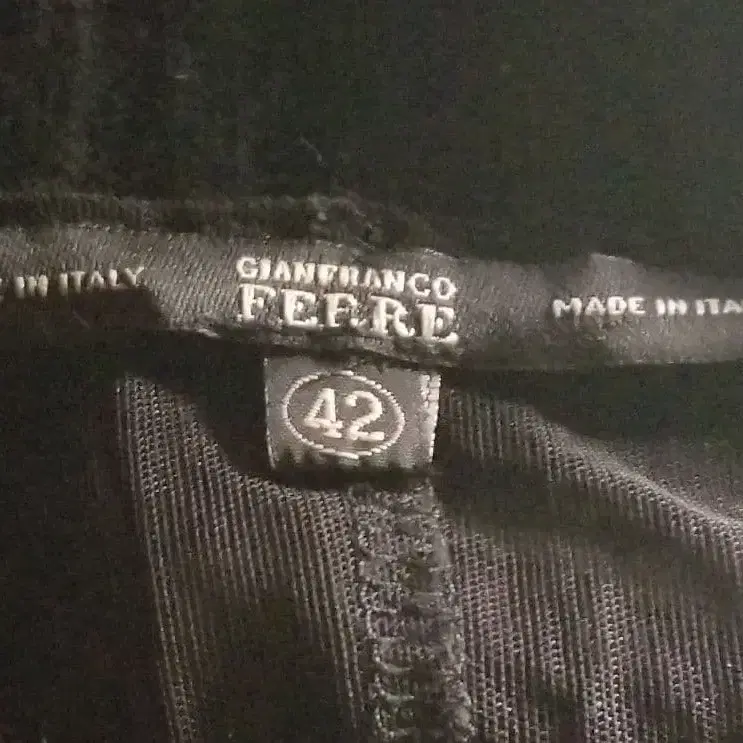 IN ITALY
GIANFRANCO
FERRE
MADE IN ITA
42